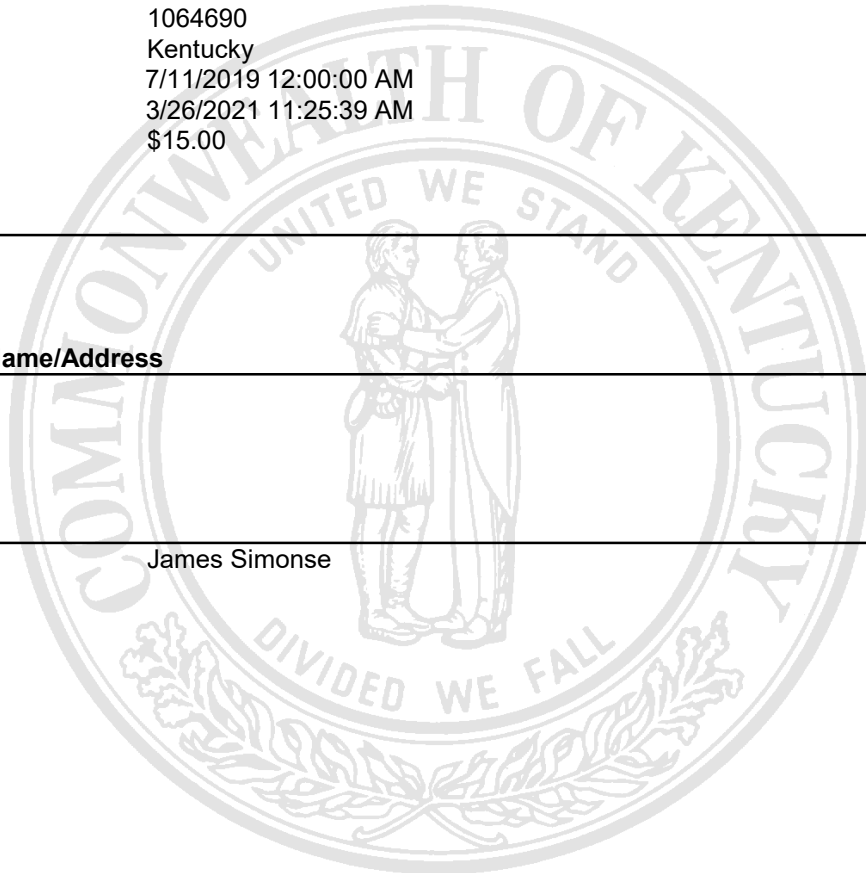 1064690
Kentucky
7/11/2019 12:00:00 AM
3/26/2021 11:25:39 AM
$15.00
COMMONWEALTH OF KENTUCKY
UNITED WE STAND
ame/Address
James Simonse
DIVIDED WE FALL